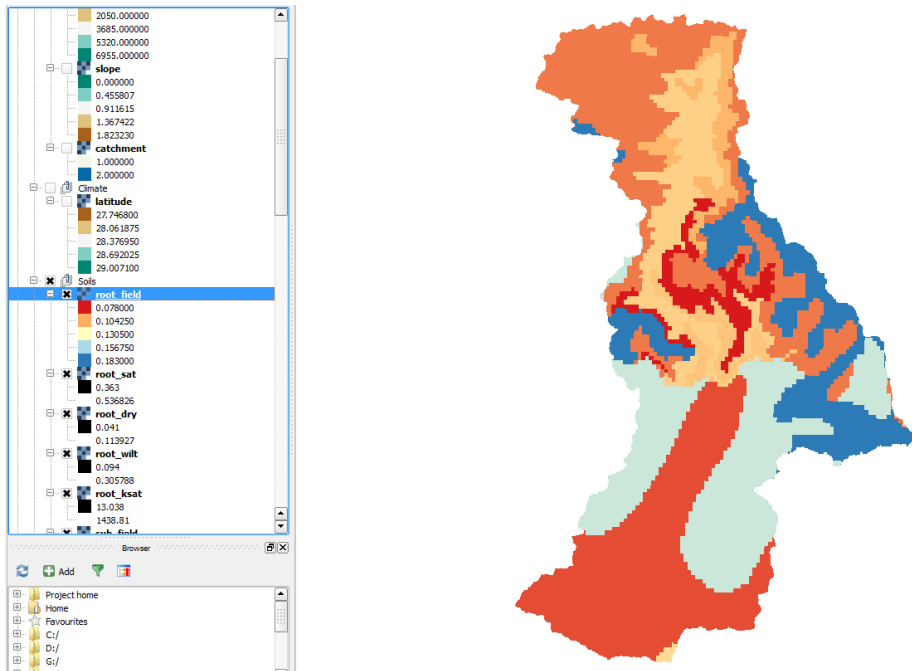 2050.000000
3685.000000
5320.000000
6955.000000
slope
0.000000
0.455807
0.911615
1.367422
1.823230
catchment
1.000000
2.000000
Climate
latitude
27.746800
28.061875
28.376950
28.692025
29.007100
Soils
root_field
0.078000
0.104250
0.130500
0.156750
0.183000
root_sat
0.363
0.536826
root_dry
0.041
0.113927
root_wilt
0.094
0.305788
root_ksat
13.038
1438.81
sub_field
Browser
Add
Project home
Home
Favourites
C:/
D:/
G:/